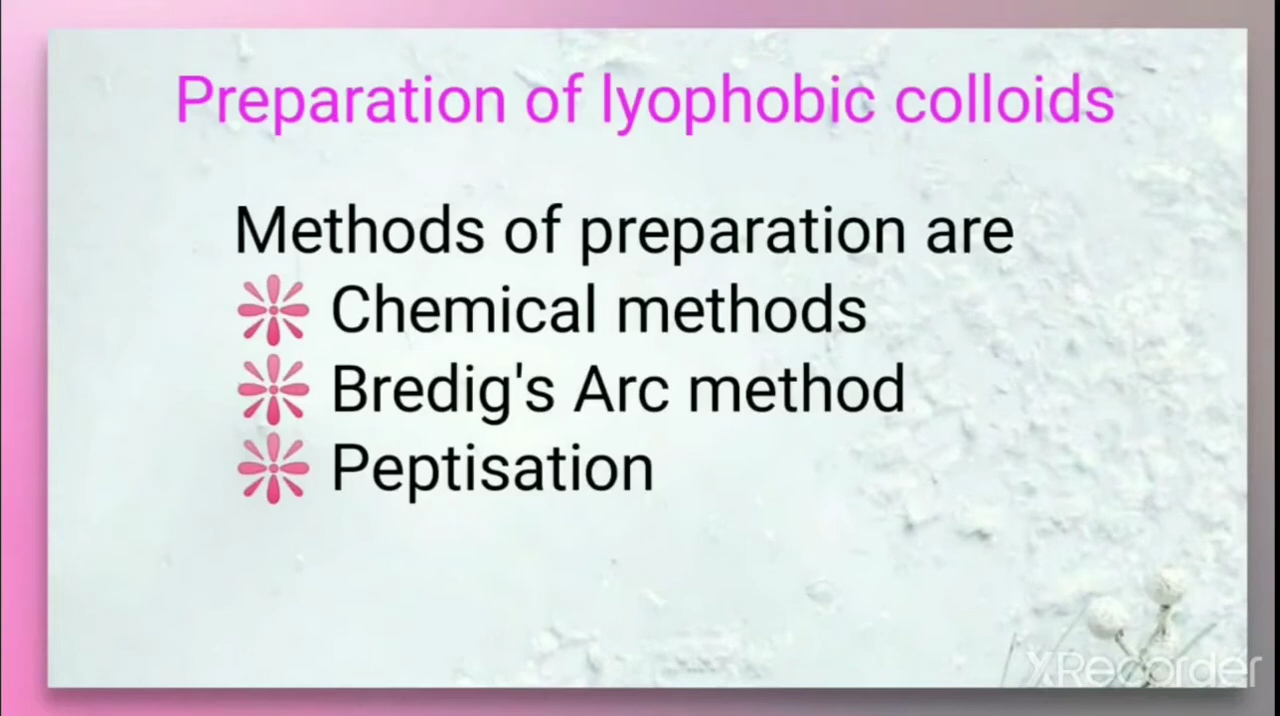 Preparation of lyophobic colloids
Methods of preparation are
Chemical methods
Bredig's Arc method
Peptisation
XRecorder